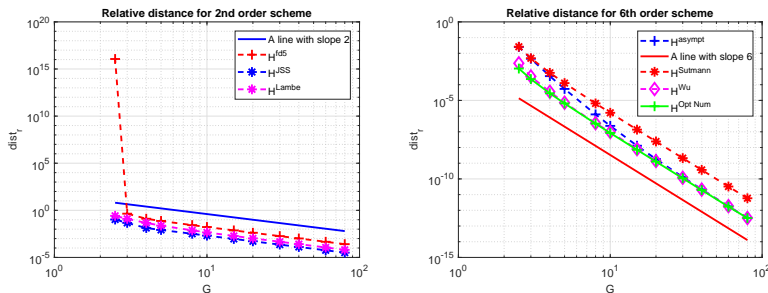 Relative distance for 2nd order scheme
10^20
10^15
10^10
10^5
10^0
10^-5
dist_r
A line with slope 2
H^fd5
H^JSS
H^Lambe
10^0
10^1
10^2
G
Relative distance for 6th order scheme
10^0
10^-5
10^-10
10^-15
dist_r
H^asympt
A line with slope 6
H^Sutmann
H^Wu
H^Opt Num
10^0
10^1
10^2
G